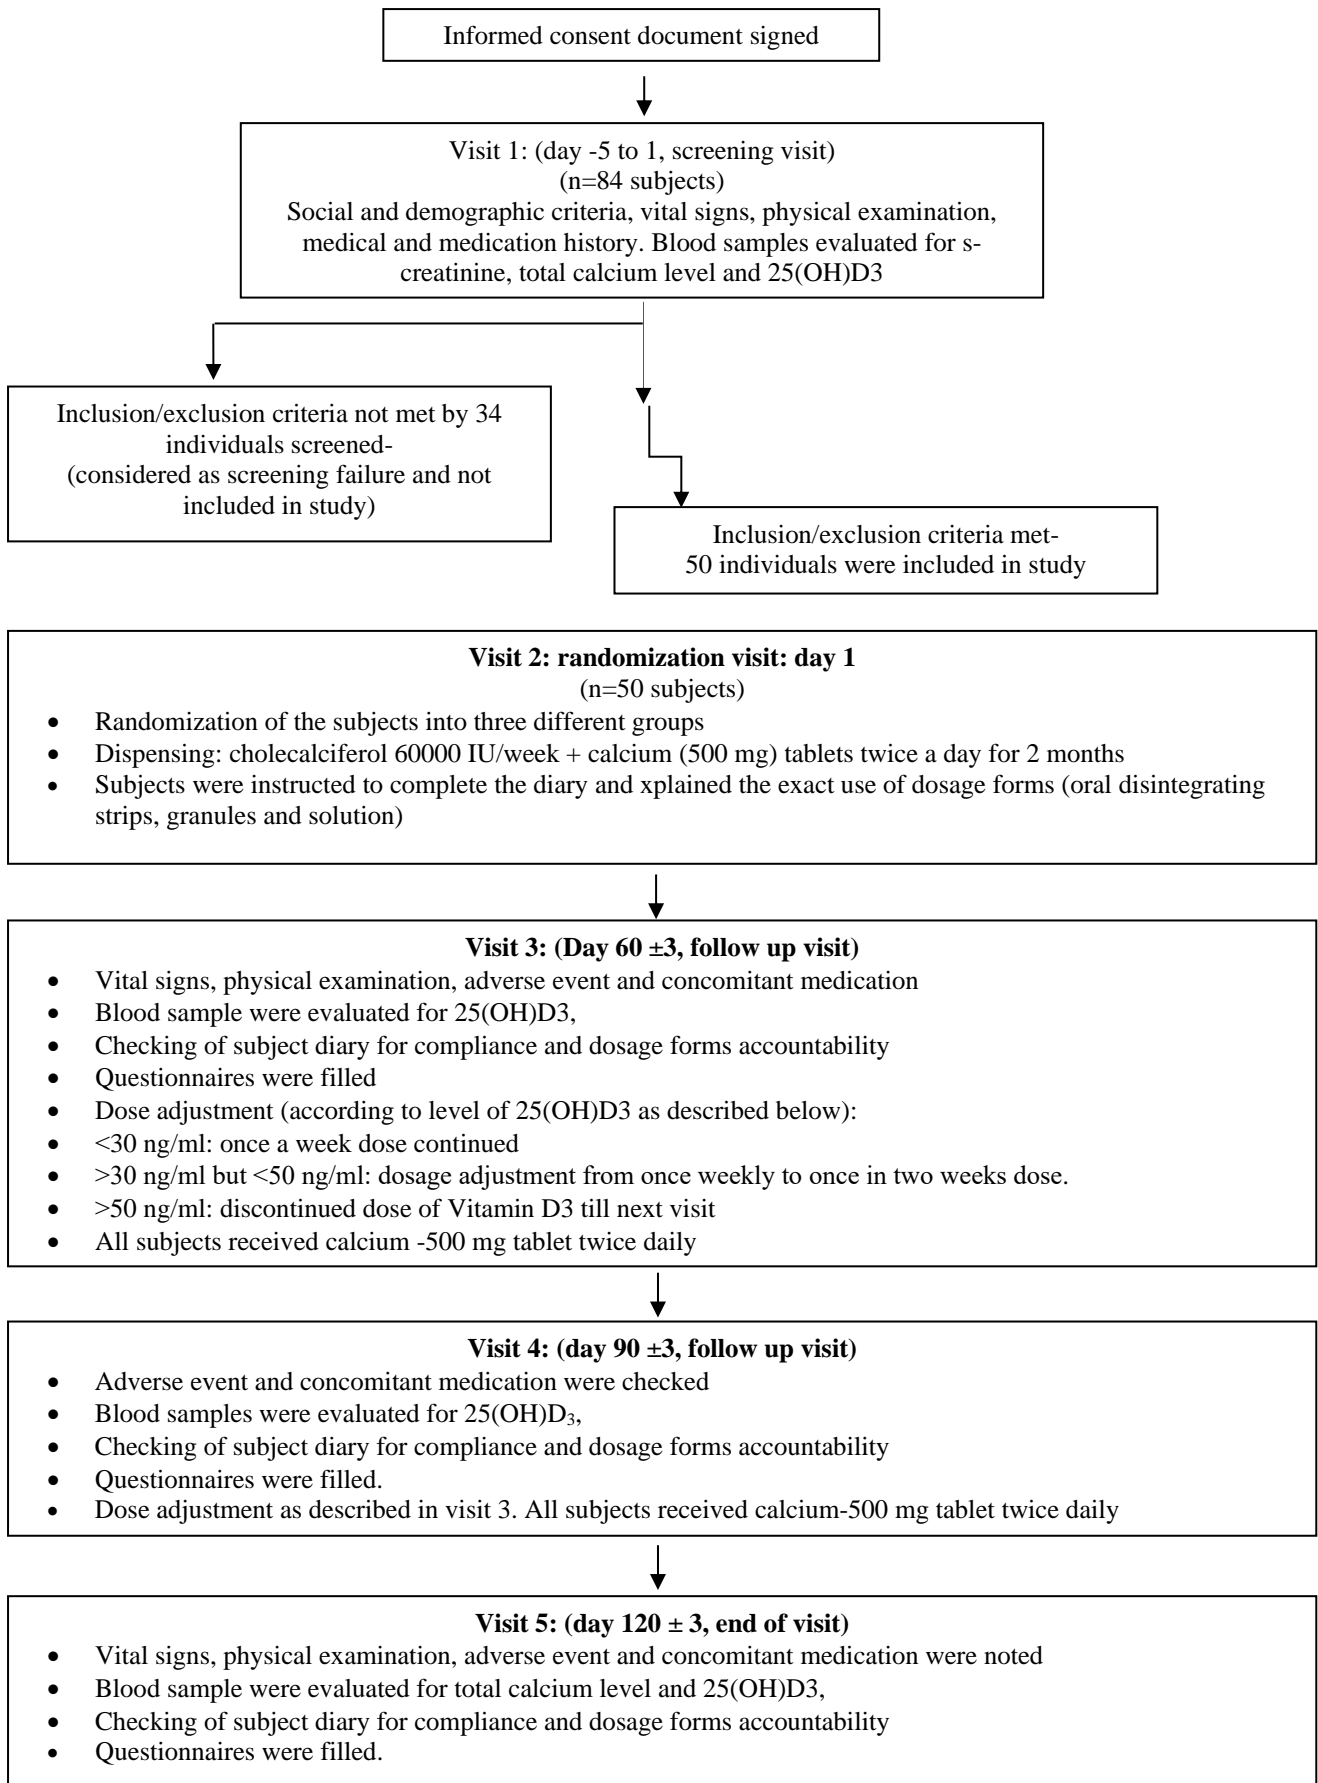 Informed consent document signed
Visit 1: (day -5 to 1, screening visit)
(n=84 subjects)
Social and demographic criteria, vital signs, physical examination,
medical and medication history. Blood samples evaluated for s-
creatinine, total calcium level and 25(OH)D3
Inclusion/exclusion criteria not met by 34
individuals screened-
(considered as screening failure and not
included in study)
Inclusion/exclusion criteria met-
50 individuals were included in study
Visit 2: randomization visit: day 1
(n=50 subjects)
• Randomization of the subjects into three different groups
• Dispensing: cholecalciferol 60000 IU/week + calcium (500 mg) tablets twice a day for 2 months
• Subjects were instructed to complete the diary and xplained the exact use of dosage forms (oral disintegrating
strips, granules and solution)
Visit 3: (Day 60 ±3, follow up visit)
• Vital signs, physical examination, adverse event and concomitant medication
• Blood sample were evaluated for 25(OH)D3,
• Checking of subject diary for compliance and dosage forms accountability
• Questionnaires were filled
• Dose adjustment (according to level of 25(OH)D3 as described below):
• <30 ng/ml: once a week dose continued
• >30 ng/ml but <50 ng/ml: dosage adjustment from once weekly to once in two weeks dose.
• >50 ng/ml: discontinued dose of Vitamin D3 till next visit
• All subjects received calcium -500 mg tablet twice daily
Visit 4: (day 90 ±3, follow up visit)
• Adverse event and concomitant medication were checked
• Blood samples were evaluated for 25(OH)D₃,
• Checking of subject diary for compliance and dosage forms accountability
• Questionnaires were filled.
• Dose adjustment as described in visit 3. All subjects received calcium-500 mg tablet twice daily
Visit 5: (day 120 ± 3, end of visit)
• Vital signs, physical examination, adverse event and concomitant medication were noted
• Blood sample were evaluated for total calcium level and 25(OH)D3,
• Checking of subject diary for compliance and dosage forms accountability
• Questionnaires were filled.